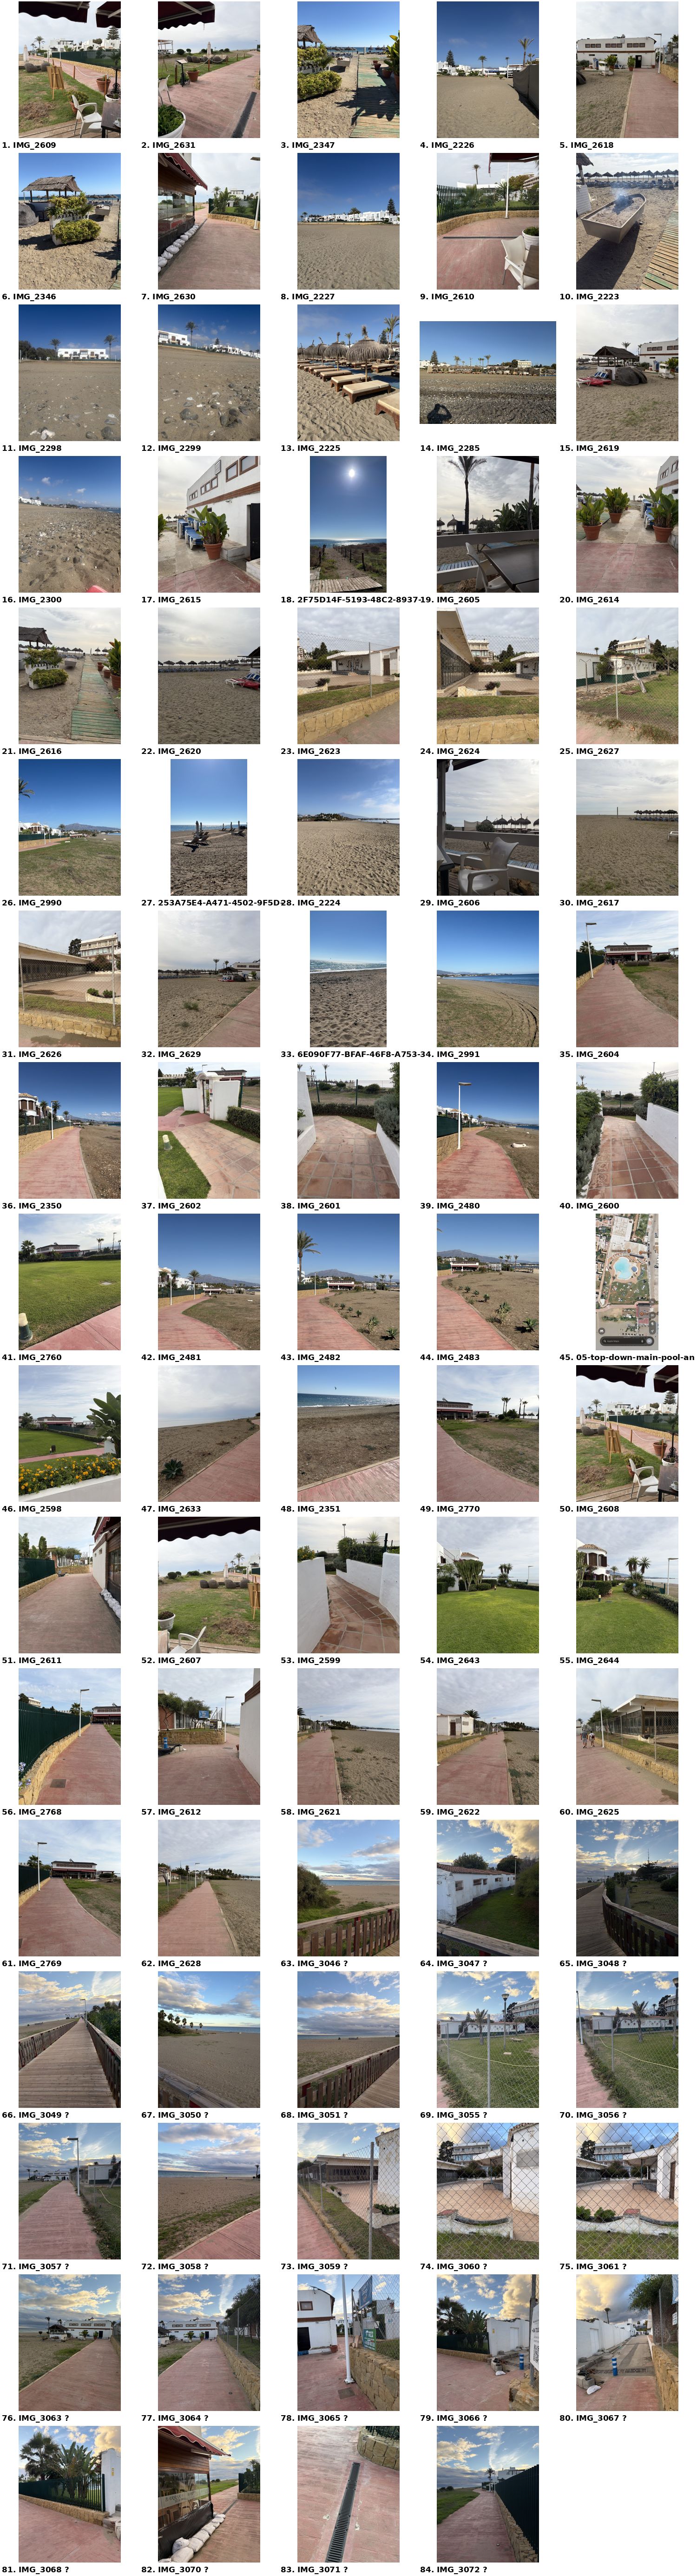 1. IMG_2609
2. IMG_2631
3. IMG_2347
4. IMG_2226
5. IMG_2618
6. IMG_2346
7. IMG_2630
8. IMG_2227
9. IMG_2610
10. IMG_2223
11. IMG_2298
12. IMG_2299
13. IMG_2225
14. IMG_2285
15. IMG_2619
16. IMG_2300
17. IMG_2615
18. 2F75D14F-5193-48C2-8937-
19. IMG_2605
20. IMG_2614
21. IMG_2616
22. IMG_2620
23. IMG_2623
24. IMG_2624
25. IMG_2627
26. IMG_2990
27. 253A75E4-A471-4502-9F5D-
28. IMG_2224
29. IMG_2606
30. IMG_2617
31. IMG_2626
32. IMG_2629
33. 6E090F77-BFAF-46F8-A753-
34. IMG_2991
35. IMG_2604
36. IMG_2350
37. IMG_2602
38. IMG_2601
39. IMG_2480
40. IMG_2600
41. IMG_2760
42. IMG_2481
43. IMG_2482
44. IMG_2483
45. 05-top-down-main-pool-an
46. IMG_2598
47. IMG_2633
48. IMG_2351
49. IMG_2770
50. IMG_2608
51. IMG_2611
52. IMG_2607
53. IMG_2599
54. IMG_2643
55. IMG_2644
56. IMG_2768
57. IMG_2612
58. IMG_2621
59. IMG_2622
60. IMG_2625
61. IMG_2769
62. IMG_2628
63. IMG_3046 ?
64. IMG_3047 ?
65. IMG_3048 ?
66. IMG_3049 ?
67. IMG_3050 ?
68. IMG_3051 ?
69. IMG_3055 ?
70. IMG_3056 ?
71. IMG_3057 ?
72. IMG_3058 ?
73. IMG_3059 ?
74. IMG_3060 ?
75. IMG_3061 ?
76. IMG_3063 ?
77. IMG_3064 ?
78. IMG_3065 ?
79. IMG_3066 ?
80. IMG_3067 ?
81. IMG_3068 ?
82. IMG_3070 ?
83. IMG_3071 ?
84. IMG_3072 ?